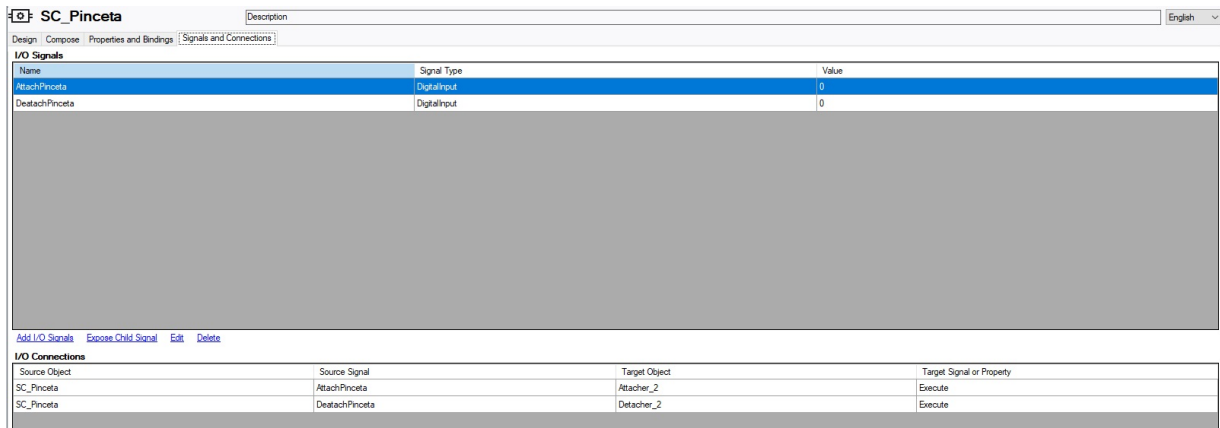 SC_Pinceta Description English
Design Compose Properties and Bindings Signals and Connections
I/O Signals
Name Signal Type Value
AttachPinceta DigitalInput 0
DeatachPinceta DigitalInput 0
Add I/O Signals Expose Child Signal Edit Delete
I/O Connections
Source Object Source Signal Target Object Target Signal or Property
SC_Pinceta AttachPinceta Attacher_2 Execute
SC_Pinceta DeatachPinceta Detacher_2 Execute